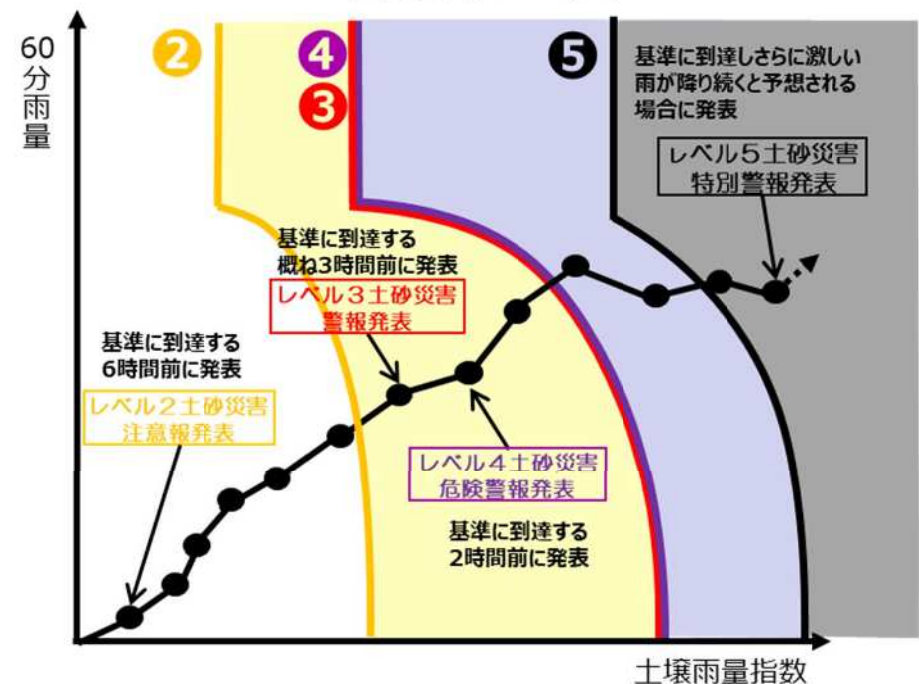 60
分
雨
量
2
4
3
5
基準に到達しさらに激しい
雨が降り続くと予想される
場合に発表
レベル5土砂災害
特別警報発表
基準に到達する
概ね3時間前に発表
レベル3土砂災害
警報発表
基準に到達する
6時間前に発表
レベル2土砂災害
注意報発表
レベル4土砂災害
危険警報発表
基準に到達する
2時間前に発表
土壌雨量指数